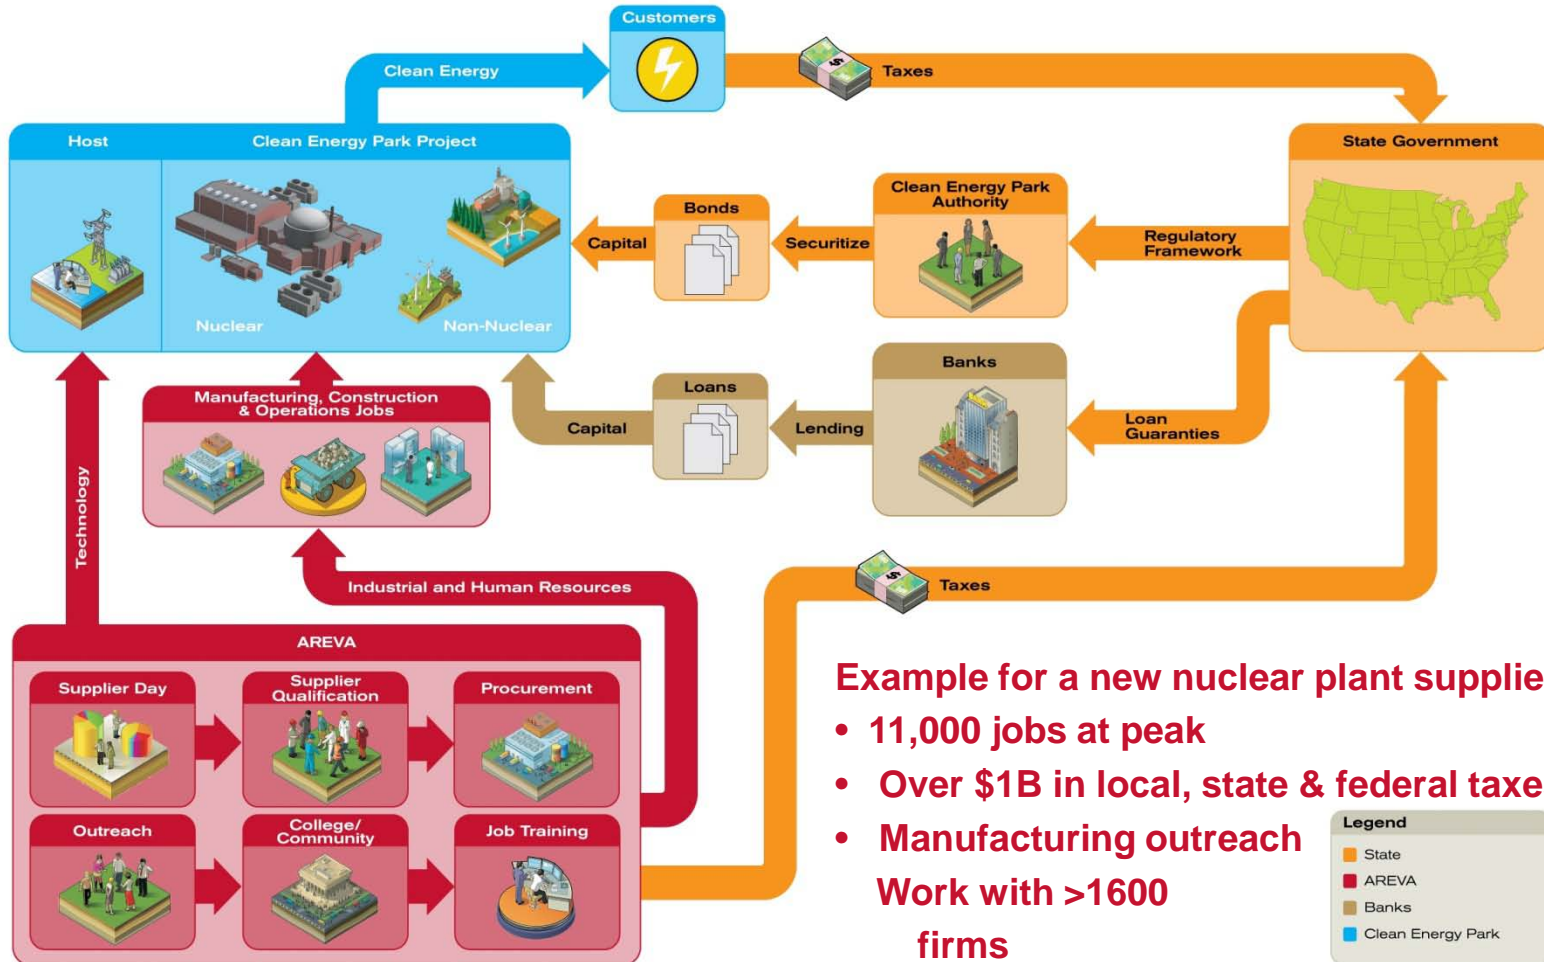 Customers
Clean Energy
Taxes
Host
Clean Energy Park Project
State Government
Clean Energy Park
Authority
Bonds
Capital
Securitize
Regulatory
Framework
Nuclear
Non-Nuclear
Banks
Loans
Manufacturing, Construction
& Operations Jobs
Capital
Lending
Loan
Guaranties
Technology
Industrial and Human Resources
Taxes
AREVA
Supplier Day
Supplier
Qualification
Procurement
Outreach
College/
Community
Job Training
Example for a new nuclear plant supplie
• 11,000 jobs at peak
• Over $1B in local, state & federal taxe
• Manufacturing outreach
Work with >1600
firms
Legend
State
AREVA
Banks
Clean Energy Park